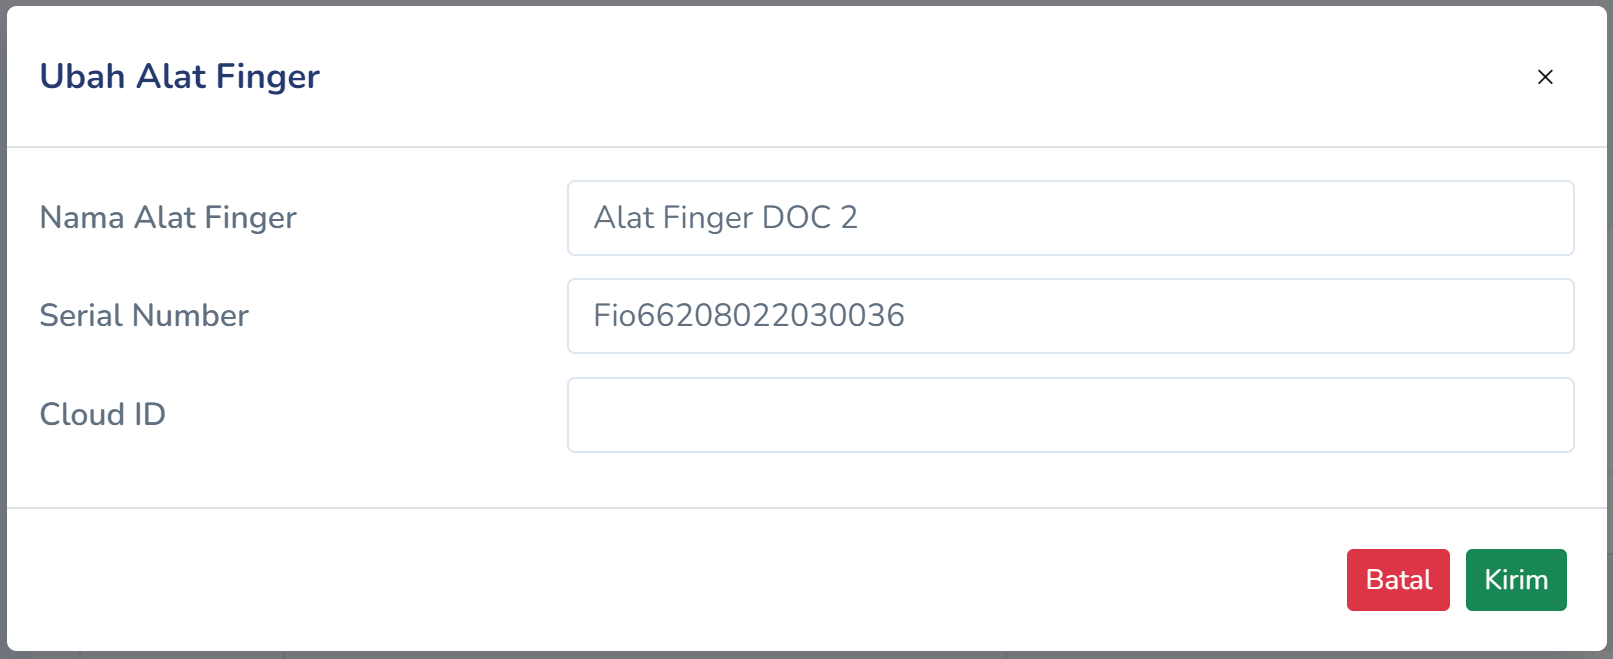 Ubah Alat Finger
×
Nama Alat Finger
Alat Finger DOC 2
Serial Number
Fio66208022030036
Cloud ID
Batal
Kirim